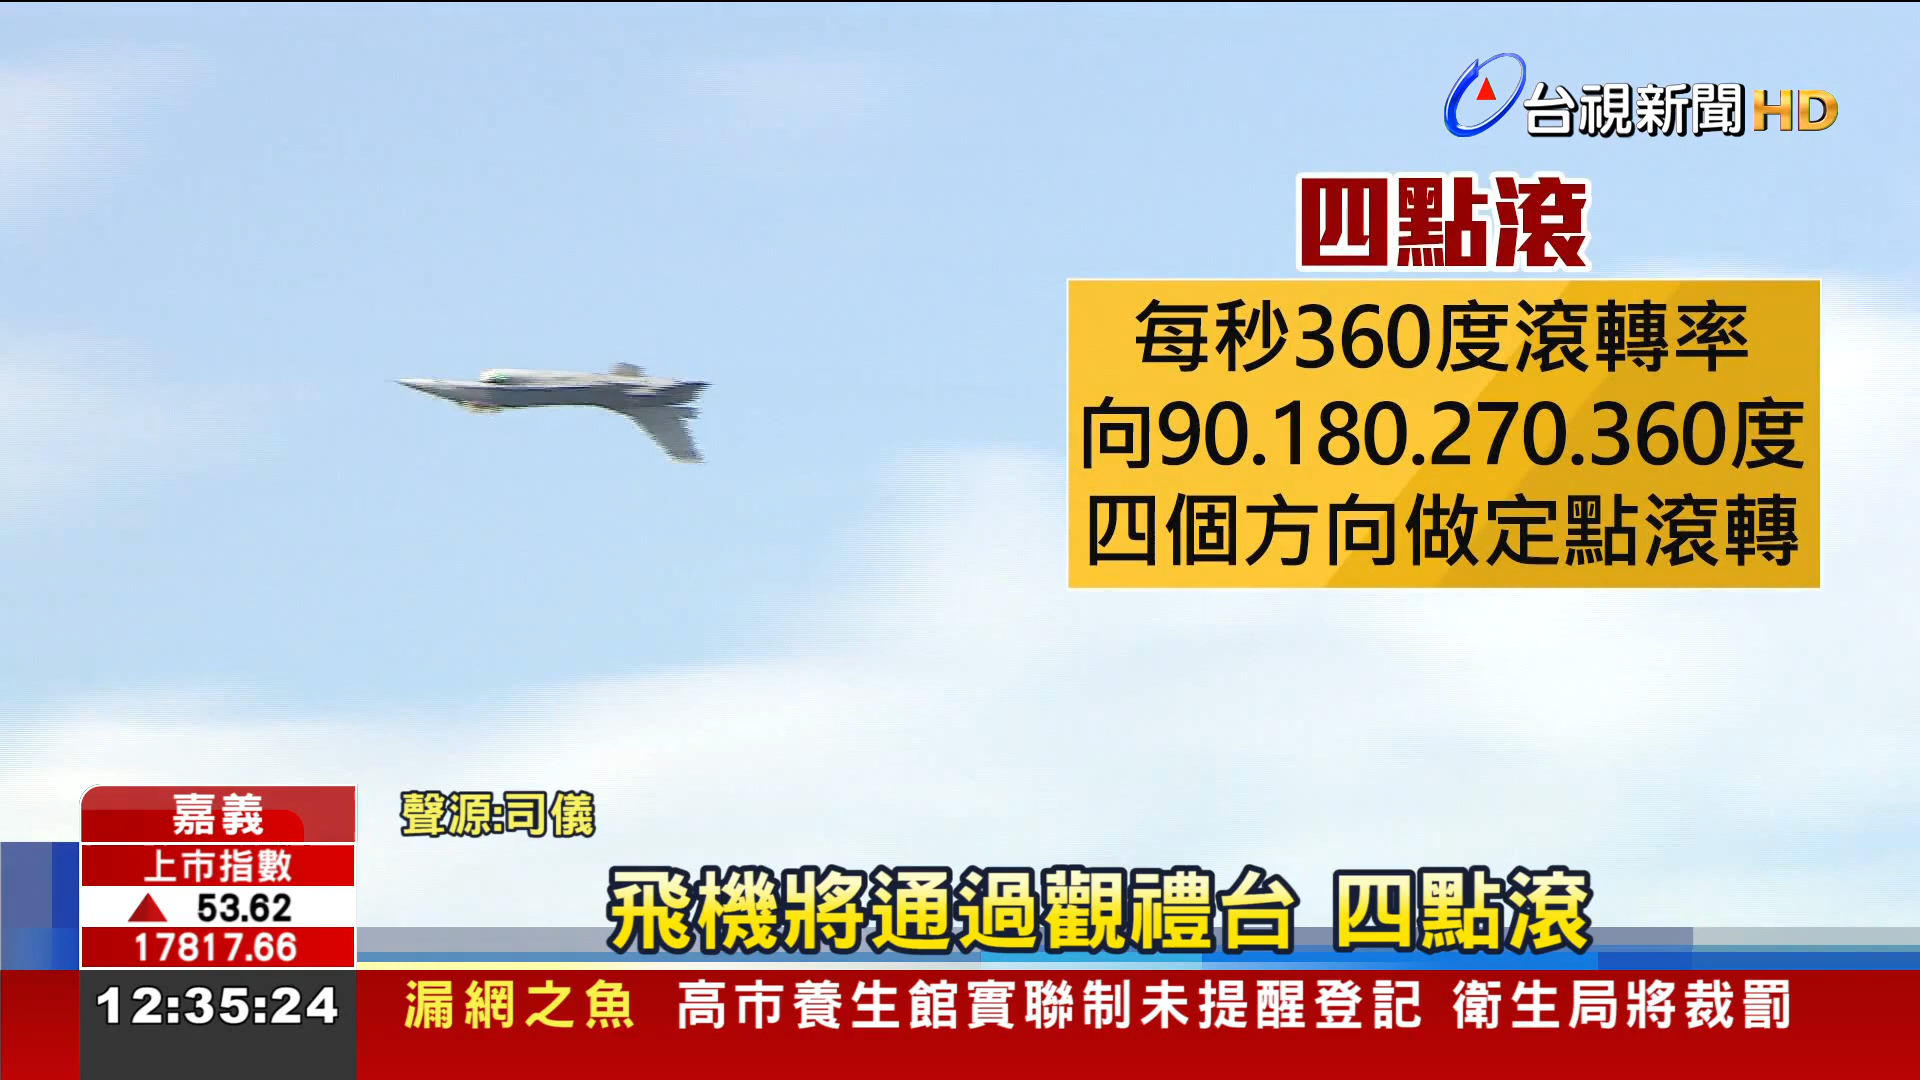 台視新聞HD
四點滾
每秒360度滾轉率
向90.180.270.360度
四個方向做定點滾轉
嘉義
上市指數
▲ 53.62
17817.66
12:35:24
聲源:司儀
飛機將通過觀禮台 四點滾
漏網之魚 高市養生館實聯制未提醒登記 衛生局將裁罰